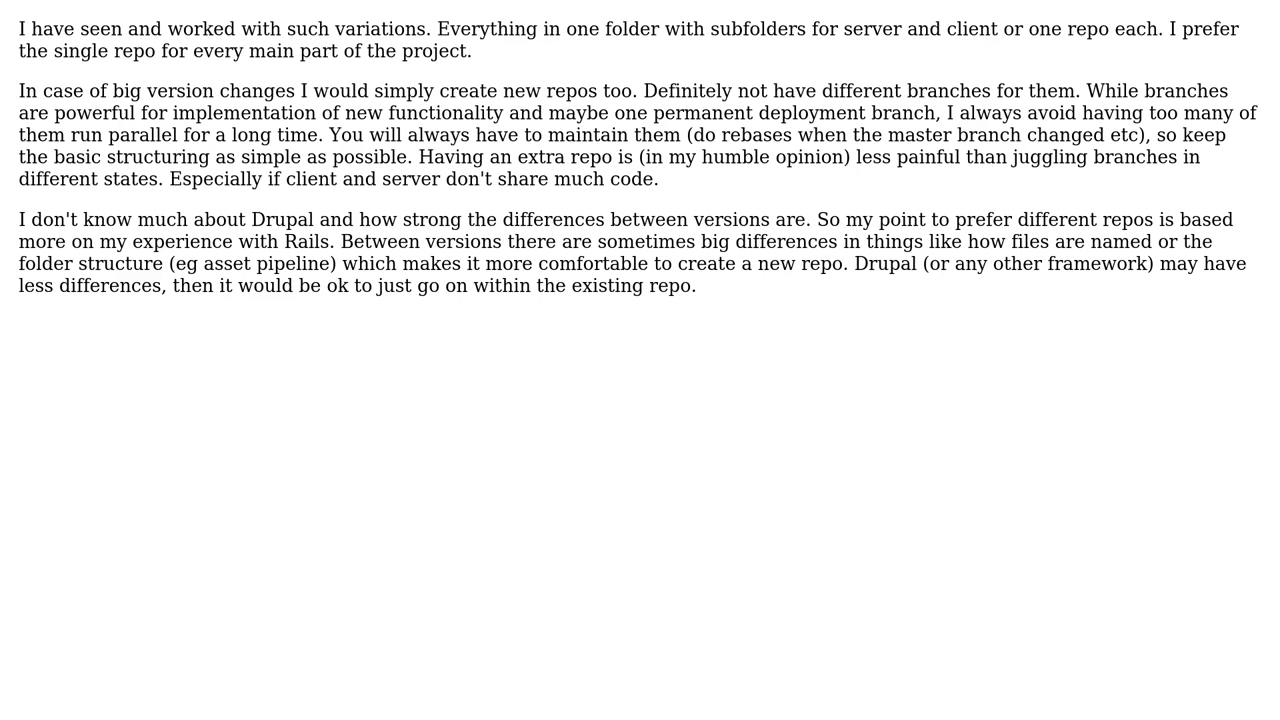 I have seen and worked with such variations. Everything in one folder with subfolders for server and client or one repo each. I prefer
the single repo for every main part of the project.
In case of big version changes I would simply create new repos too. Definitely not have different branches for them. While branches
are powerful for implementation of new functionality and maybe one permanent deployment branch, I always avoid having too many of
them run parallel for a long time. You will always have to maintain them (do rebases when the master branch changed etc), so keep
the basic structuring as simple as possible. Having an extra repo is (in my humble opinion) less painful than juggling branches in
different states. Especially if client and server don't share much code.
I don't know much about Drupal and how strong the differences between versions are. So my point to prefer different repos is based
more on my experience with Rails. Between versions there are sometimes big differences in things like how files are named or the
folder structure (eg asset pipeline) which makes it more comfortable to create a new repo. Drupal (or any other framework) may have
less differences, then it would be ok to just go on within the existing repo.